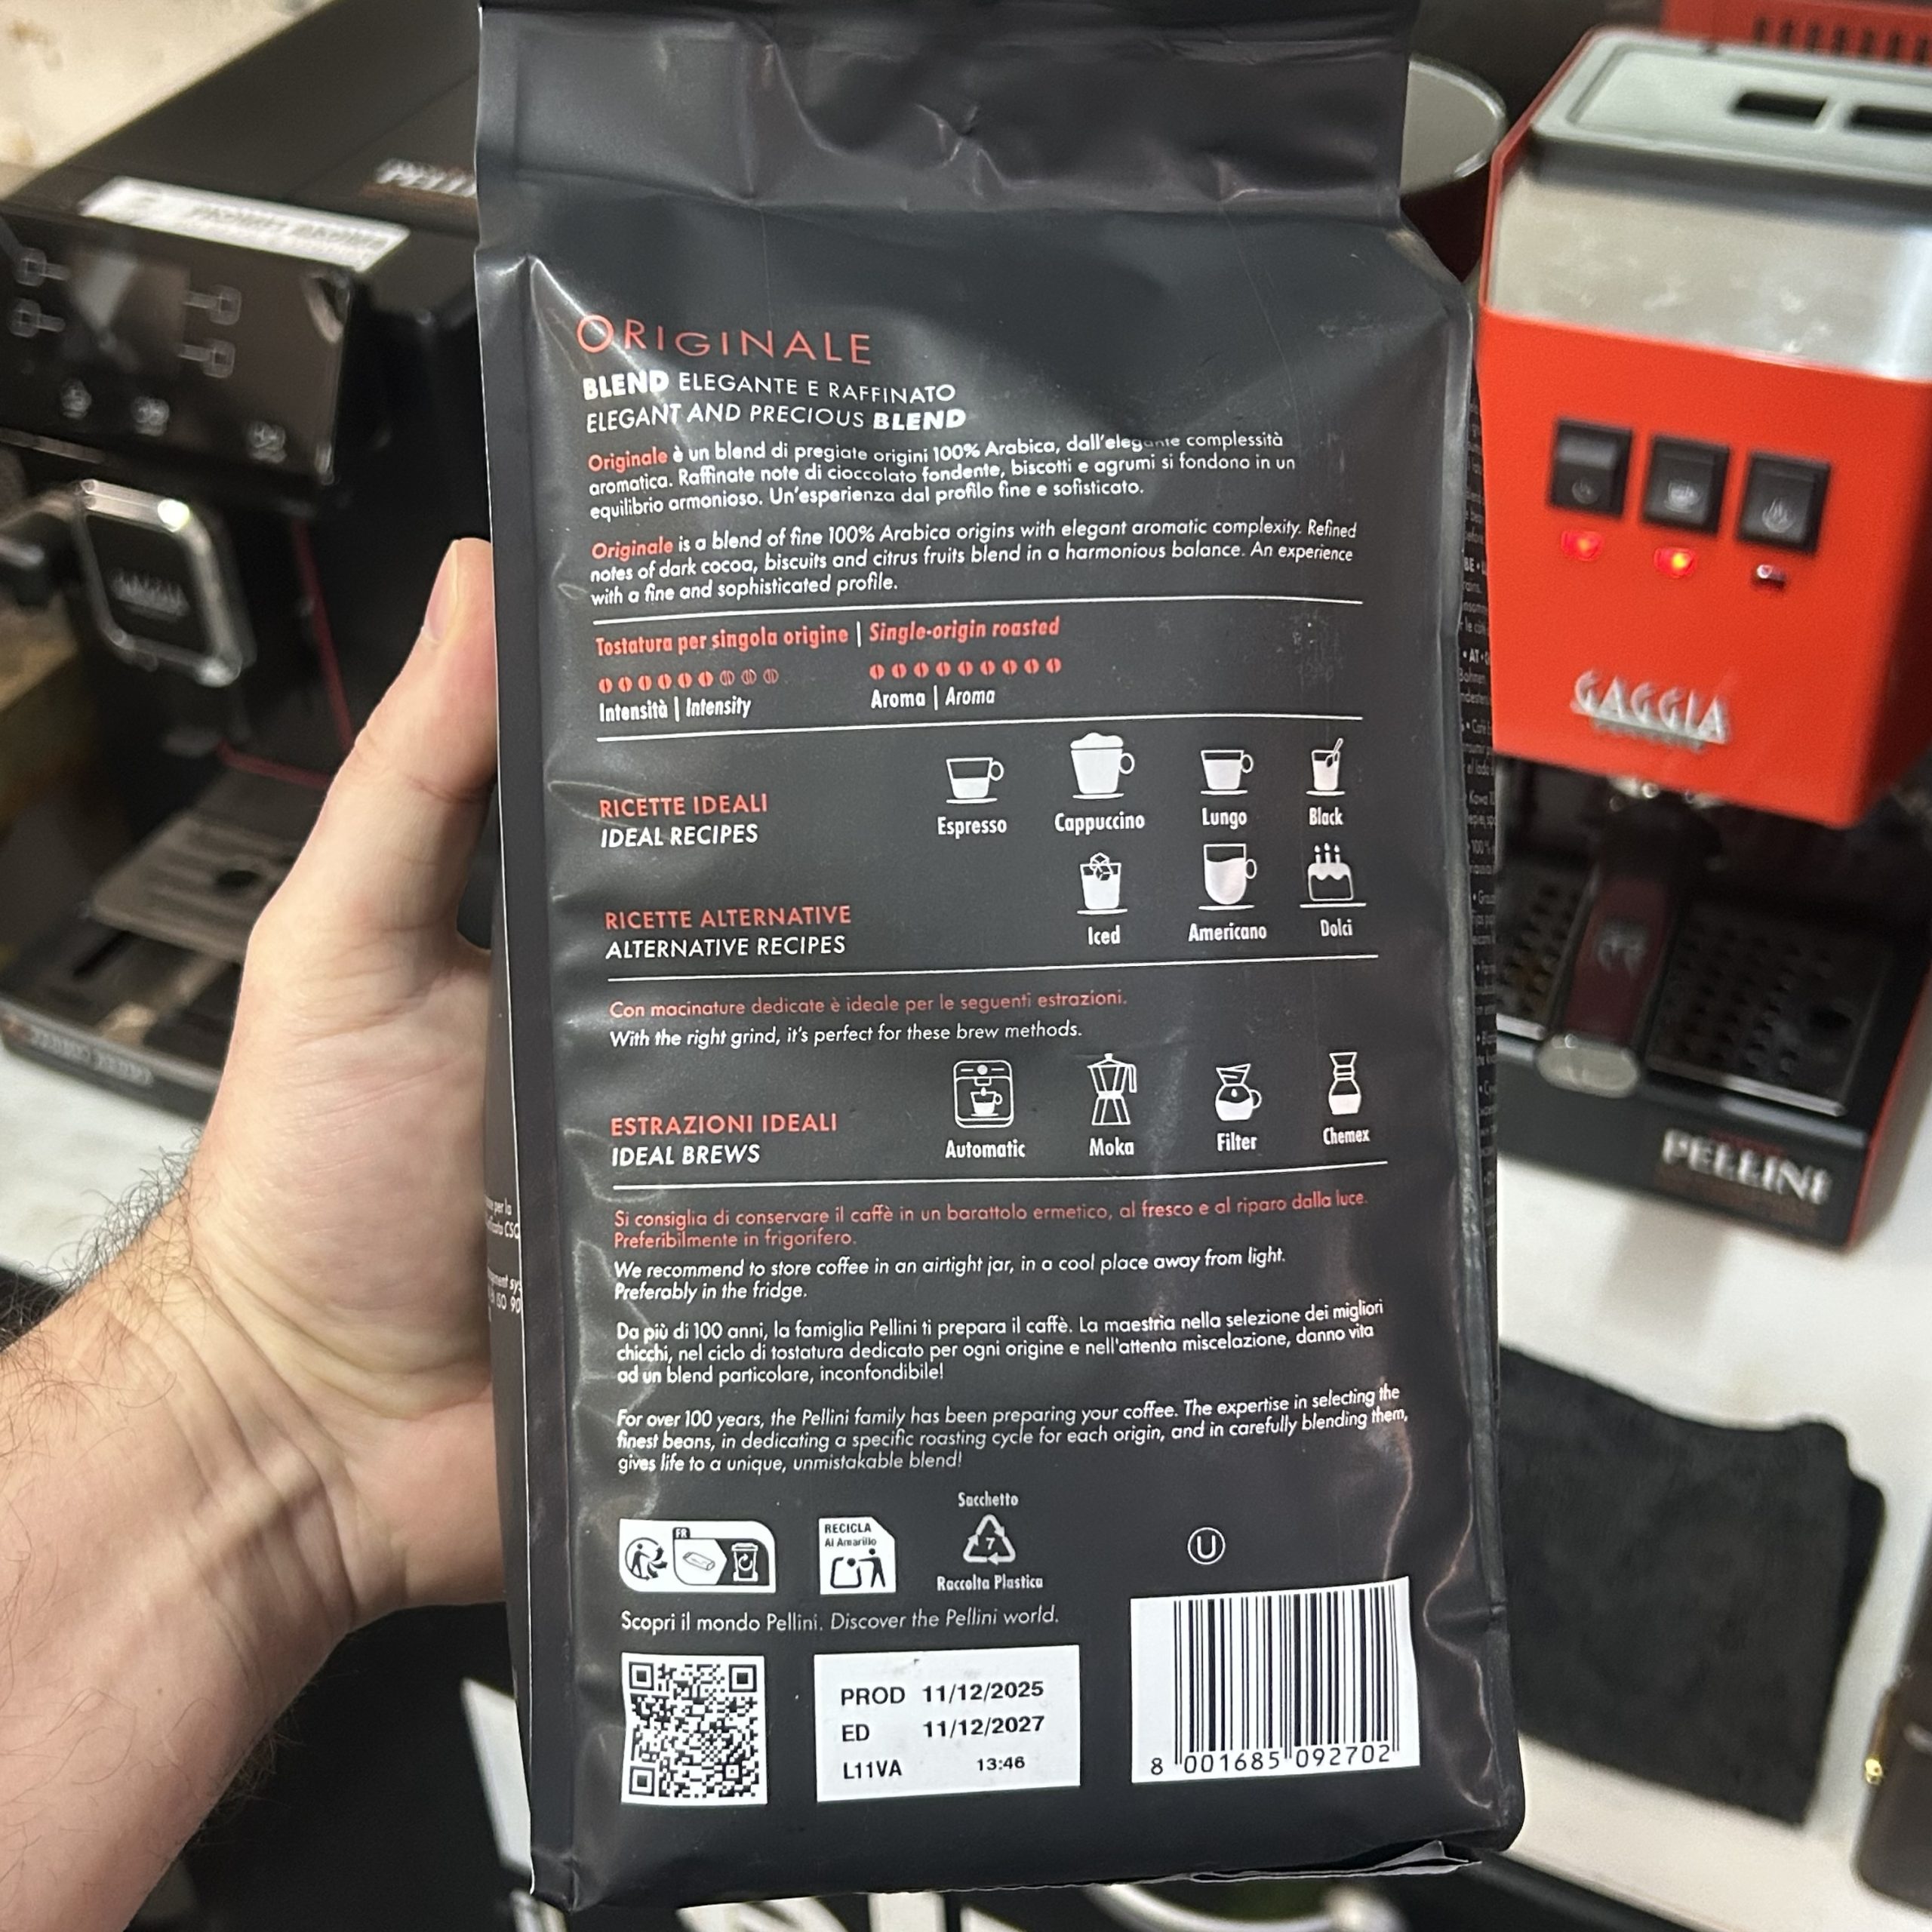 ORIGINALE
BLEND ELEGANTE E RAFFINATO
ELEGANT AND PRECIOUS BLEND
Originale è un blend di pregiate origini 100% Arabica, dall'elegante complessità
aromatica. Raffinate note di cioccolato fondente, biscotti e agrumi si fondono in un
equilibrio armonioso. Un'esperienza dal profilo fine e sofisticato.
Originale is a blend of fine 100% Arabica origins with elegant aromatic complexity. Refined
notes of dark cocoa, biscuits and citrus fruits blend in a harmonious balance. An experience
with a fine and sophisticated profile.
Tostatura per singola origine | Single-origin roasted
Intensità | Intensity
Aroma | Aroma
RICETTE IDEALI
IDEAL RECIPES
Espresso
Cappuccino
Lungo
Black
RICETTE ALTERNATIVE
ALTERNATIVE RECIPES
Iced
Americano
Dolci
Con macinature dedicate è ideale per le seguenti estrazioni.
With the right grind, it's perfect for these brew methods.
ESTRAZIONI IDEALI
IDEAL BREWS
Automatic
Moka
Filter
Chemex
Si consiglia di conservare il caffè in un barattolo ermetico, al fresco e al riparo dalla luce.
Preferibilmente in frigorifero.
We recommend to store coffee in an airtight jar, in a cool place away from light.
Preferably in the fridge.
Da più di 100 anni, la famiglia Pellini ti prepara il caffè. La maestria nella selezione dei migliori
chicchi, nel ciclo di tostatura dedicato per ogni origine e nell'attenta miscelazione, danno vita
ad un blend particolare, inconfondibile!
For over 100 years, the Pellini family has been preparing your coffee. The expertise in selecting the
finest beans, in dedicating a specific roasting cycle for each origin, and in carefully blending them,
gives life to a unique, unmistakable blend!
FR
RECICLA
Al Amarillo
Sacchetto
7
Raccolta Plastica
U
Scopri il mondo Pellini. Discover the Pellini world.
PROD 11/12/2025
ED 11/12/2027
L11VA 13:46
8 001685 092702
GAGGIA
PELLINI
GAGGIA